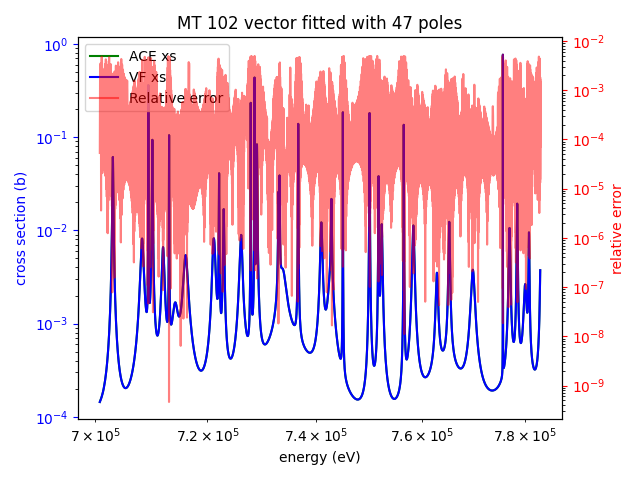 MT 102 vector fitted with 47 poles
ACE xs
VF xs
Relative error
10⁰
10⁻¹
10⁻²
10⁻³
10⁻⁴
cross section (b)
10⁻²
10⁻³
10⁻⁴
10⁻⁵
10⁻⁶
10⁻⁷
10⁻⁸
10⁻⁹
relative error
7 × 10⁵
7.2 × 10⁵
7.4 × 10⁵
7.6 × 10⁵
7.8 × 10⁵
energy (eV)